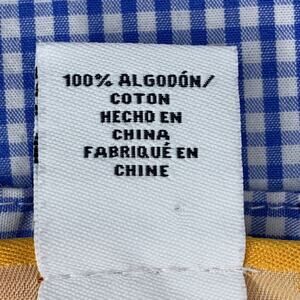 100% ALGODÓN/
COTON
HECHO EN
CHINA
FABRIQUÉ EN
CHINE